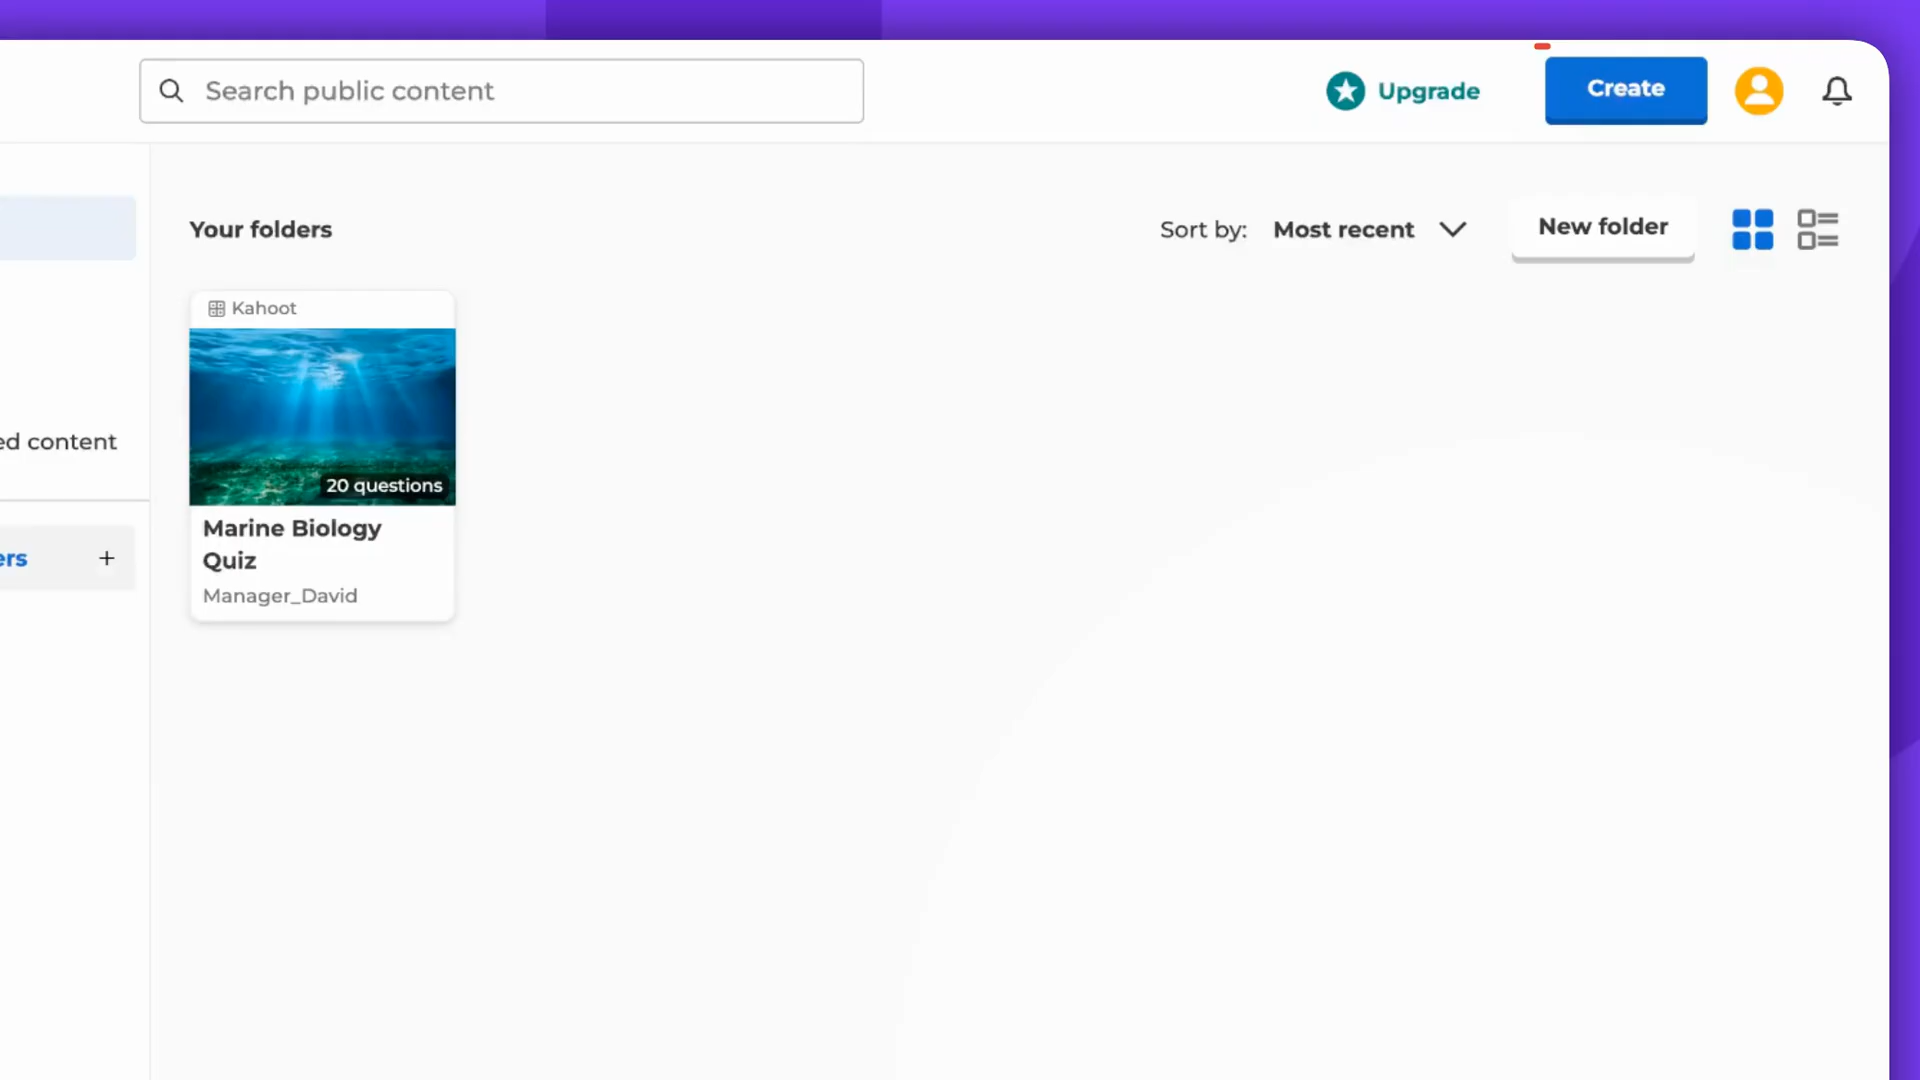 Search public content
Upgrade
Create
Your folders
Sort by: Most recent
New folder
Kahoot
20 questions
Marine Biology
Quiz
Manager_David
ed content
ers +